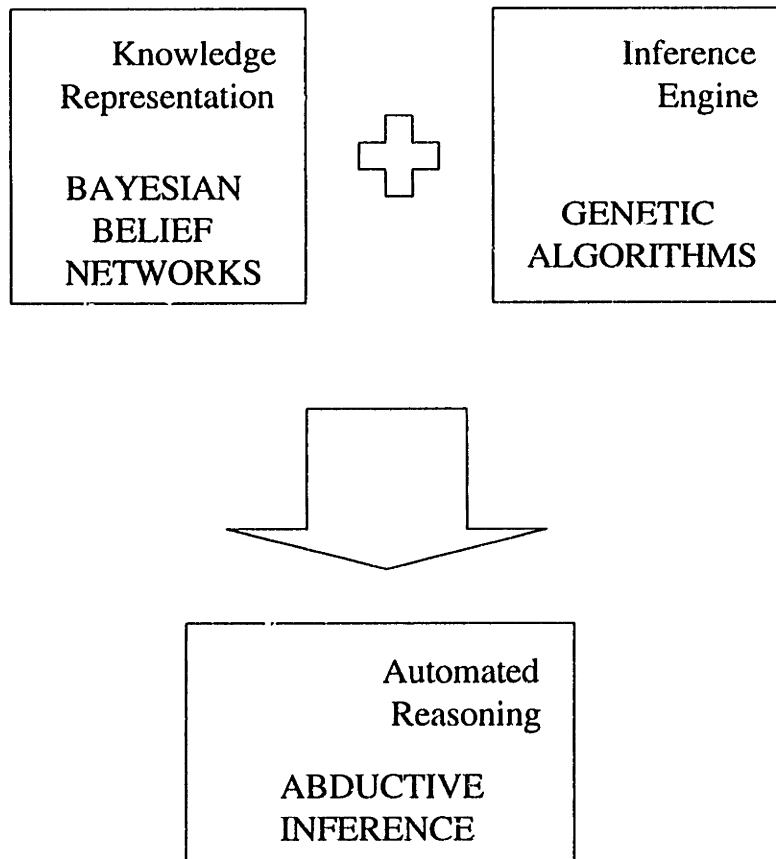 Knowledge
Representation
BAYESIAN
BELIEF
NETWORKS
Inference
Engine
GENETIC
ALGORITHMS
Automated
Reasoning
ABDUCTIVE
INFERENCE